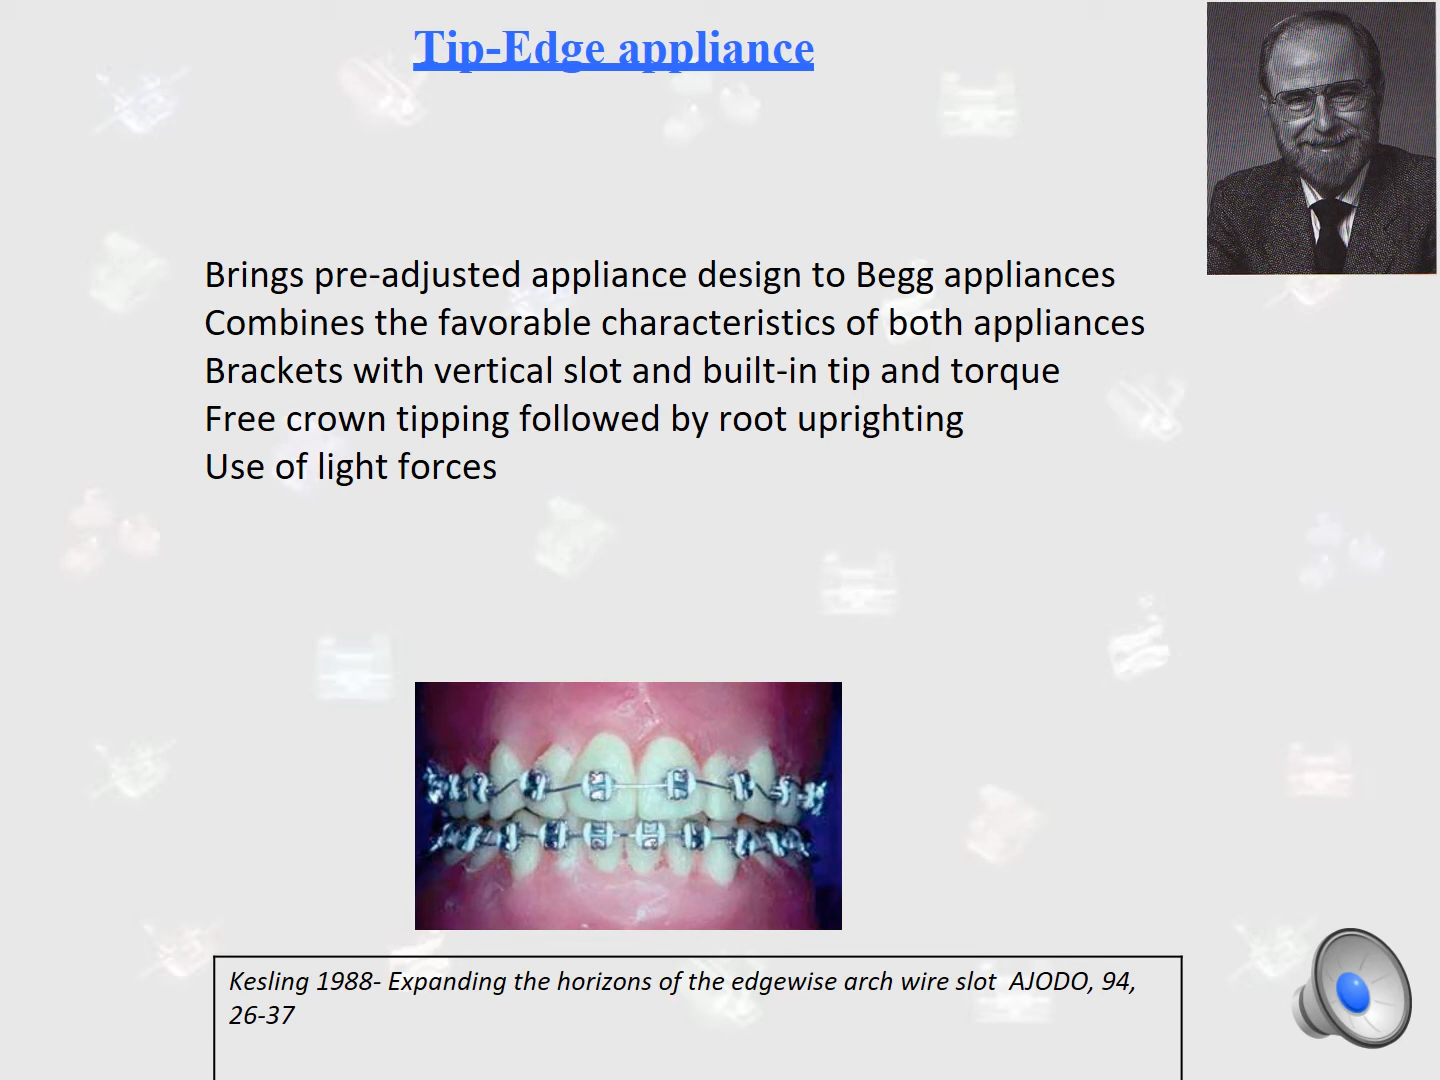 Tip-Edge appliance
Brings pre-adjusted appliance design to Begg appliances
Combines the favorable characteristics of both appliances
Brackets with vertical slot and built-in tip and torque
Free crown tipping followed by root uprighting
Use of light forces
Kesling 1988- Expanding the horizons of the edgewise arch wire slot  AJODO, 94,
26-37